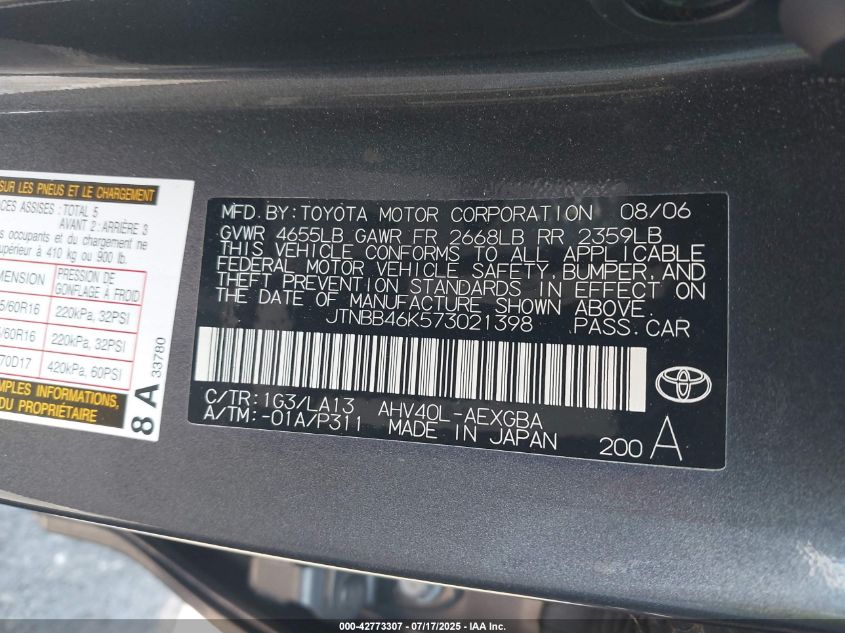 SUR LES PNEUS ET LE CHARGEMENT
ACES ASSISES : TOTAL 5
AVANT 2 : ARRIÈRE 3
occupants et du chargement ne
supérieur à 410 kg ou 900 lb.
MENSION
PRESSION DE GONFLAGE À FROID
5/60R16 220kPa, 32PSI
/60R16 220kPa, 32PSI
70D17 420kPa, 60PSI
MPLES INFORMATIONS,
8 A 33780
MFD. BY: TOYOTA MOTOR CORPORATION 08/06
GVWR 4655LB GAWR FR 2668LB RR 2359LB
THIS VEHICLE CONFORMS TO ALL APPLICABLE
FEDERAL MOTOR VEHICLE SAFETY, BUMPER, AND
THEFT PREVENTION STANDARDS IN EFFECT ON
THE DATE OF MANUFACTURE SHOWN ABOVE.
JTNBB46K573021398 PASS. CAR
C/TR: 1G3/LA13 AHV40L-AEXGBA
A/TM: -01A/P311 MADE IN JAPAN
200 A
000-42773307 - 07/17/2025 - IAA Inc.